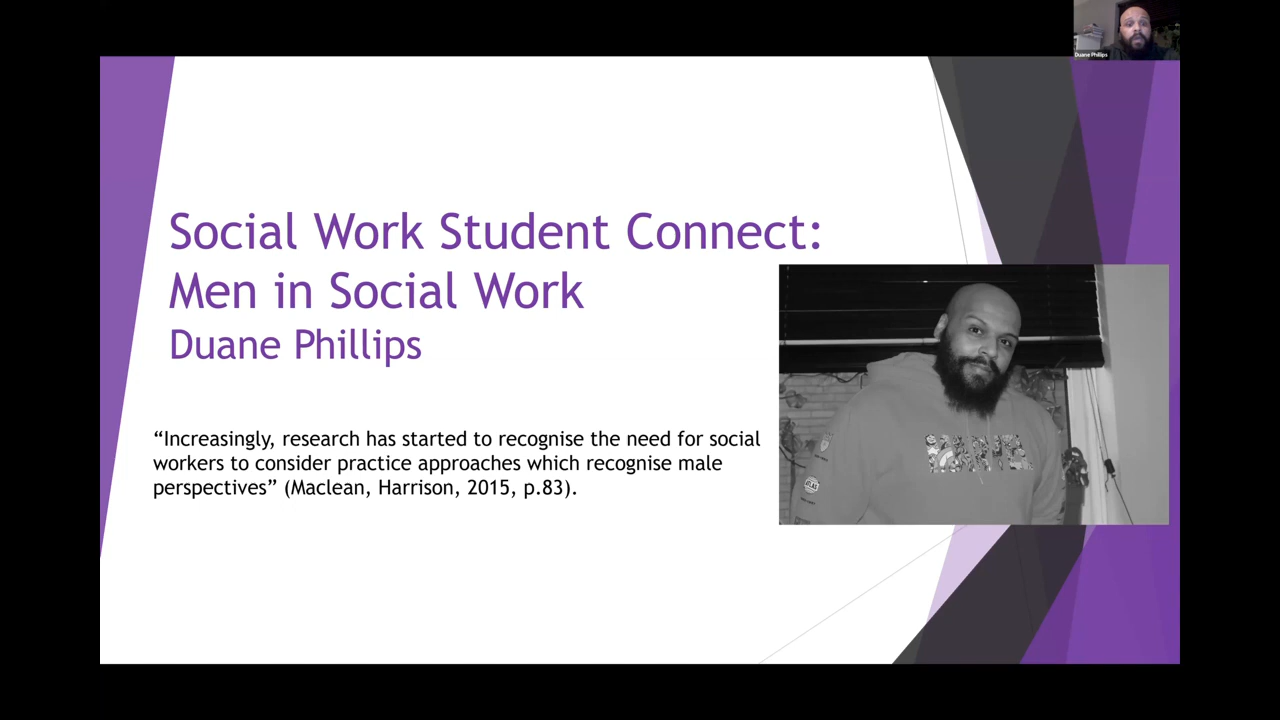 Duane Phillips
Social Work Student Connect:
Men in Social Work
Duane Phillips
“Increasingly, research has started to recognise the need for social
workers to consider practice approaches which recognise male
perspectives” (Maclean, Harrison, 2015, p.83).